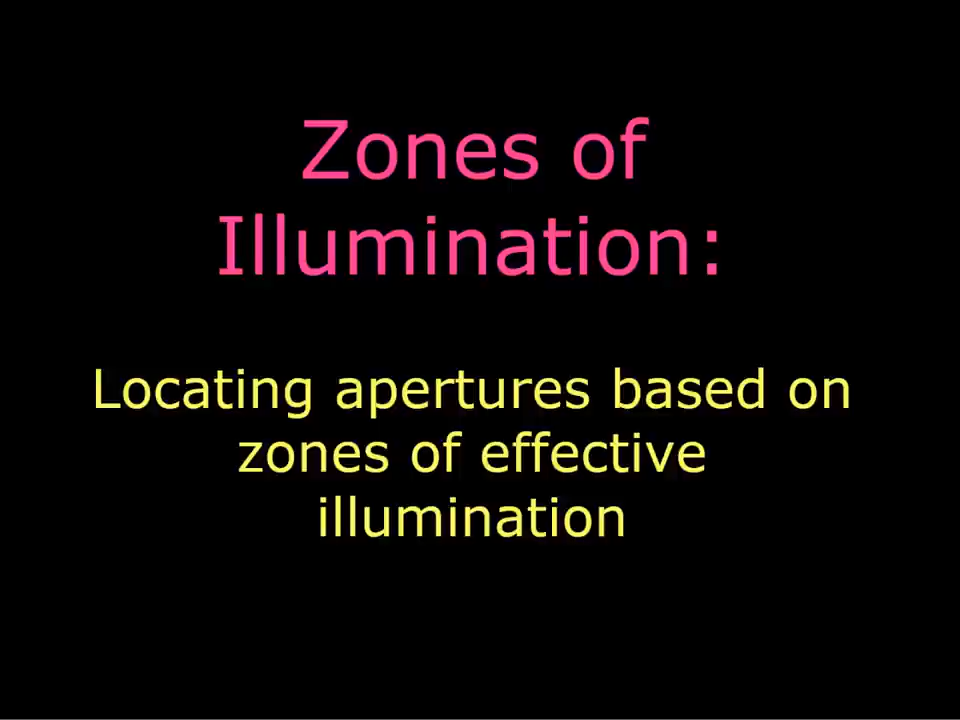 Zones of
Illumination:
Locating apertures based on
zones of effective
illumination